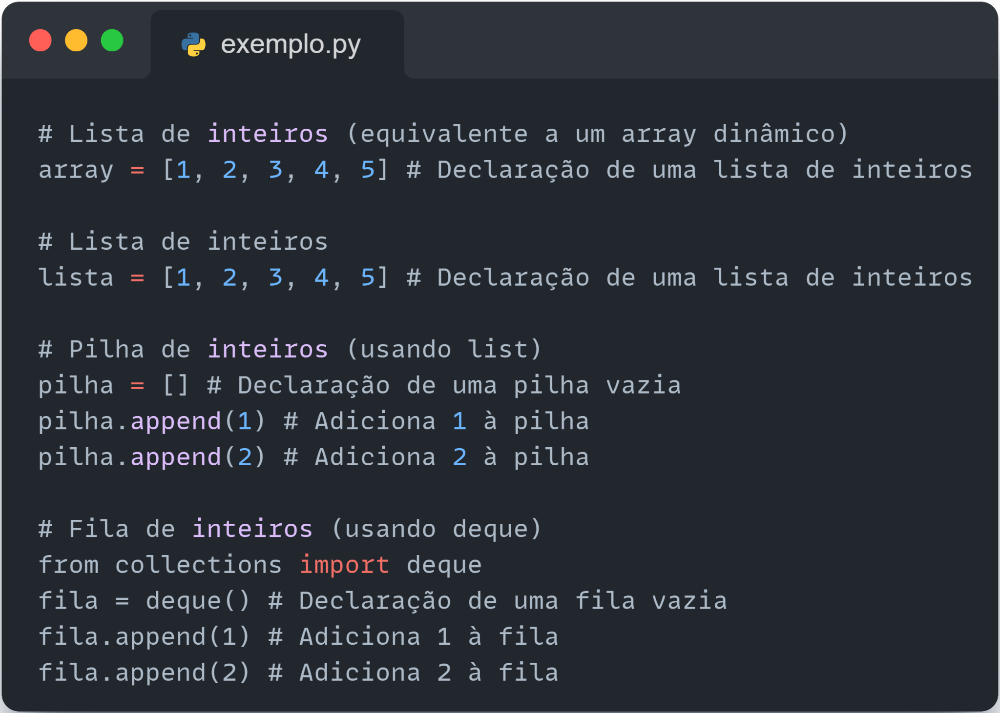 exemplo.py
# Lista de inteiros (equivalente a um array dinâmico)
array = [1, 2, 3, 4, 5] # Declaração de uma lista de inteiros
# Lista de inteiros
lista = [1, 2, 3, 4, 5] # Declaração de uma lista de inteiros
# Pilha de inteiros (usando list)
pilha = [] # Declaração de uma pilha vazia
pilha.append(1) # Adiciona 1 à pilha
pilha.append(2) # Adiciona 2 à pilha
# Fila de inteiros (usando deque)
from collections import deque
fila = deque() # Declaração de uma fila vazia
fila.append(1) # Adiciona 1 à fila
fila.append(2) # Adiciona 2 à fila